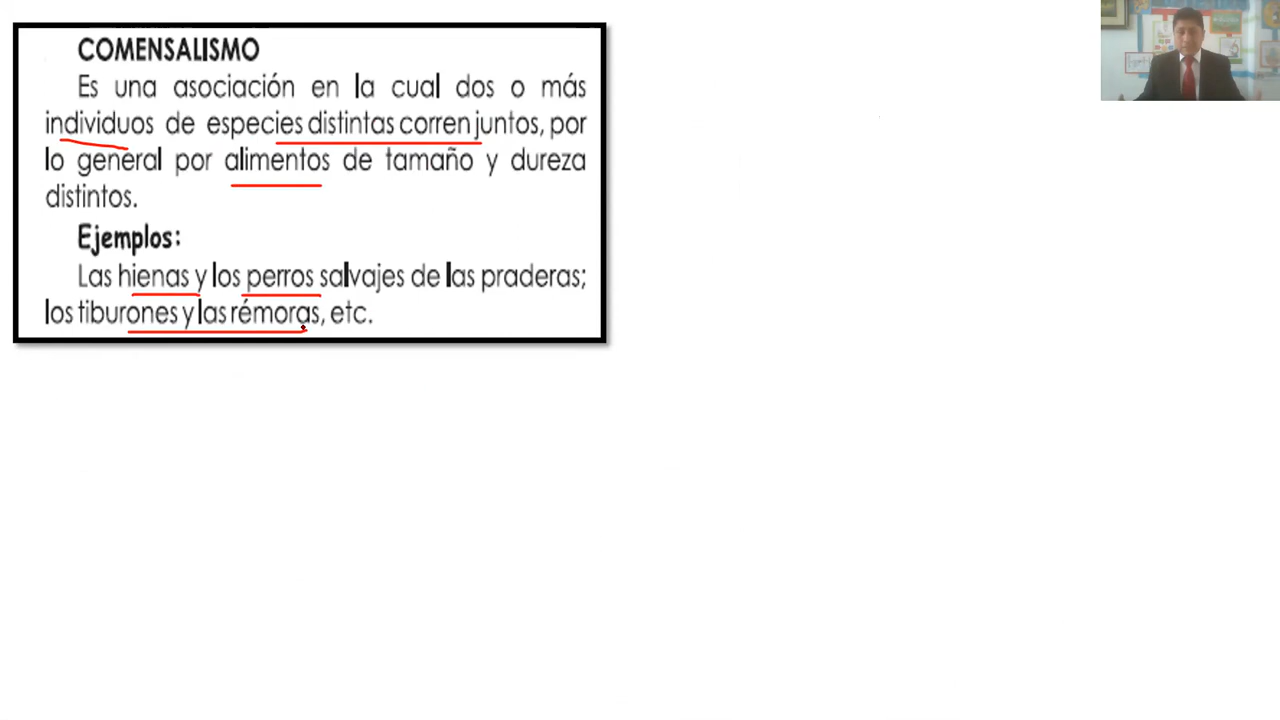 COMENSALISMO
Es una asociación en la cual dos o más
individuos de especies distintas corren juntos, por
lo general por alimentos de tamaño y dureza
distintos.
Ejemplos:
Las hienas y los perros salvajes de las praderas;
los tiburones y las rémoras, etc.